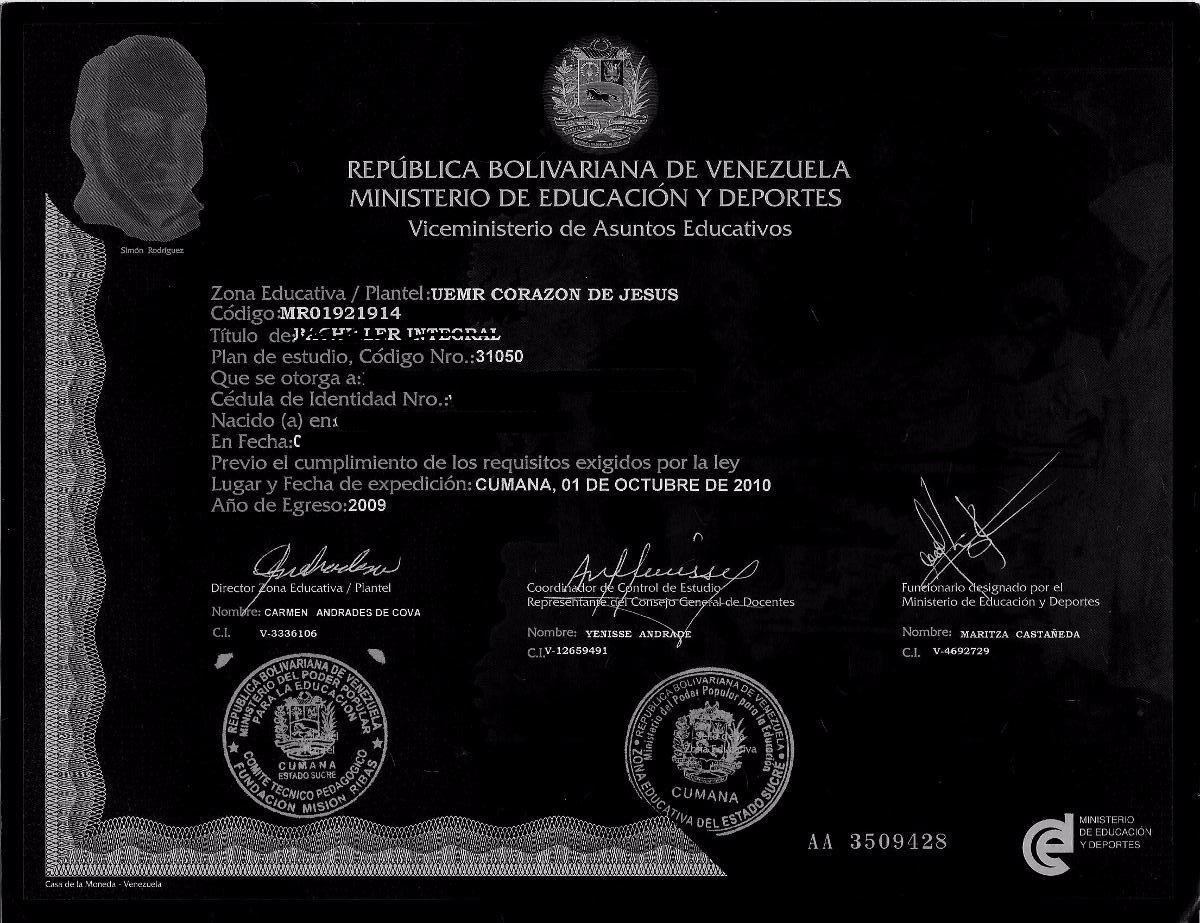 Simón Rodríguez
REPÚBLICA BOLIVARIANA DE VENEZUELA
MINISTERIO DE EDUCACIÓN Y DEPORTES
Viceministerio de Asuntos Educativos
Zona Educativa / Plantel:UEMR CORAZON DE JESUS
Código:MR01921914
Título de INTEGRAL
Plan de estudio, Código Nro.:31050
Que se otorga a:
Cédula de Identidad Nro.:
Nacido (a) en:
En Fecha:
Previo el cumplimiento de los requisitos exigidos por la ley
Lugar y Fecha de expedición: CUMANA, 01 DE OCTUBRE DE 2010
Año de Egreso:2009
Director Zona Educativa / Plantel
Nombre: CARMEN ANDRADES DE COVA
C.I. V-3336106
Coordinador de Control de Estudio
Representante del Consejo General de Docentes
Nombre: YENISSE ANDRADE
C.I.V-12659491
Funcionario designado por el
Ministerio de Educación y Deportes
Nombre: MARITZA CASTAÑEDA
C.I. V-4692729
REPUBLICA BOLIVARIANA DE VENEZUELA
MINISTERIO DEL PODER POPULAR
PARA LA EDUCACION
CUMANA
ESTADO SUCRE
COMITE TECNICO PEDAGOGICO
FUNDACION MISION RIBAS
REPUBLICA BOLIVARIANA DE VENEZUELA
Ministerio del Poder Popular para la Educación
CUMANA
ZONA EDUCATIVA DEL ESTADO SUCRE
AA 3509428
MINISTERIO
DE EDUCACIÓN
Y DEPORTES
Casa de la Moneda - Venezuela